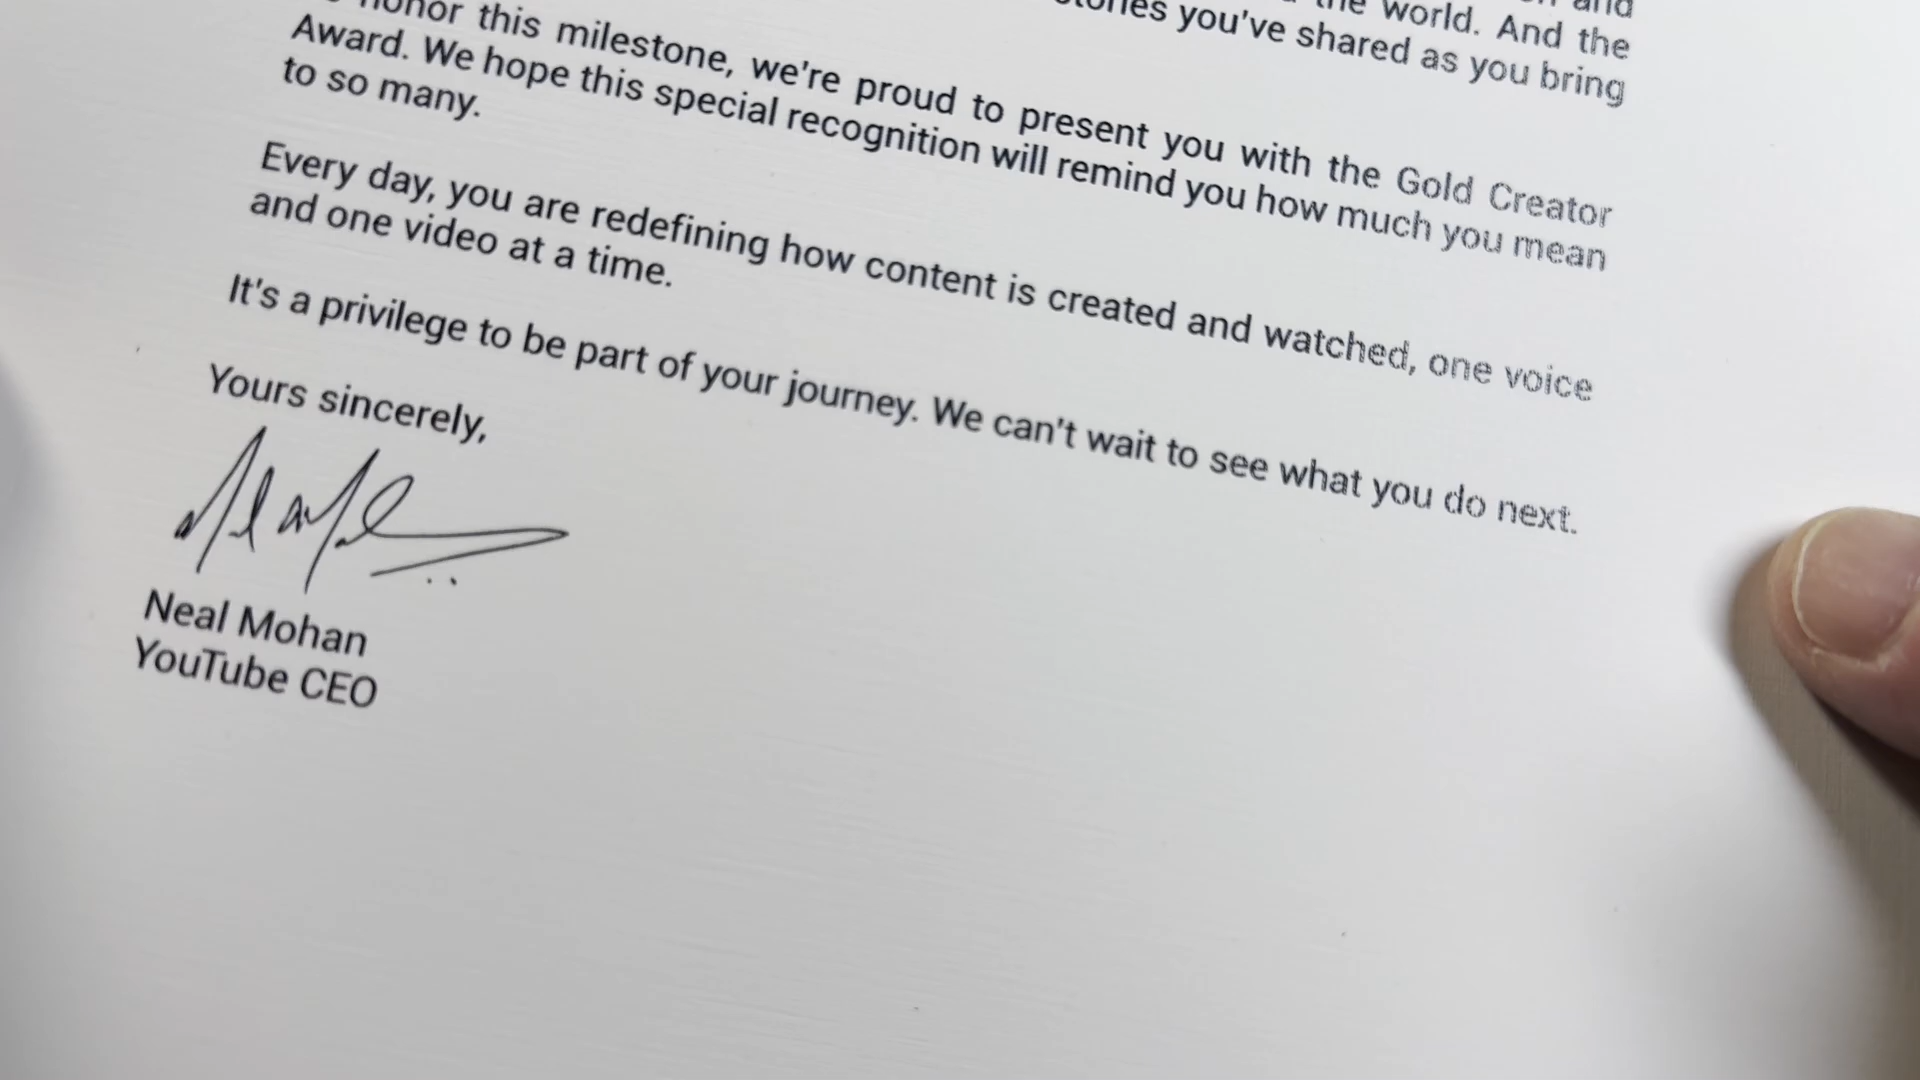 and
the world. And the
stories you've shared as you bring
honor this milestone, we're proud to present you with the Gold Creator
Award. We hope this special recognition will remind you how much you mean
to so many.
Every day, you are redefining how content is created and watched, one voice
and one video at a time.
It's a privilege to be part of your journey. We can't wait to see what you do next.
Yours sincerely,
Neal Mohan
YouTube CEO